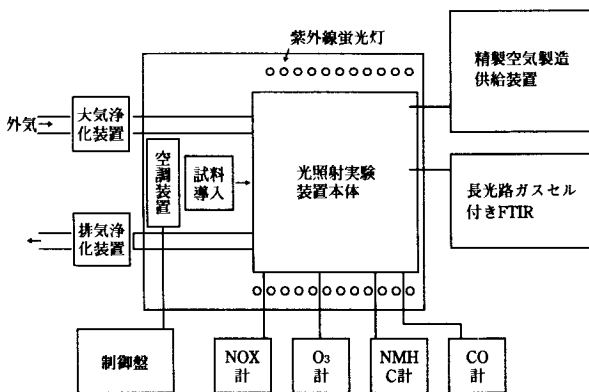 紫外線蛍光灯
精製空気製造
供給装置
外気
大気浄
化装置
空調装置
試料
導入
光照射実験
装置本体
長光路ガスセル
付きFTIR
排気浄
化装置
制御盤
NOX
計
O₃
計
NMH
C計
CO
計